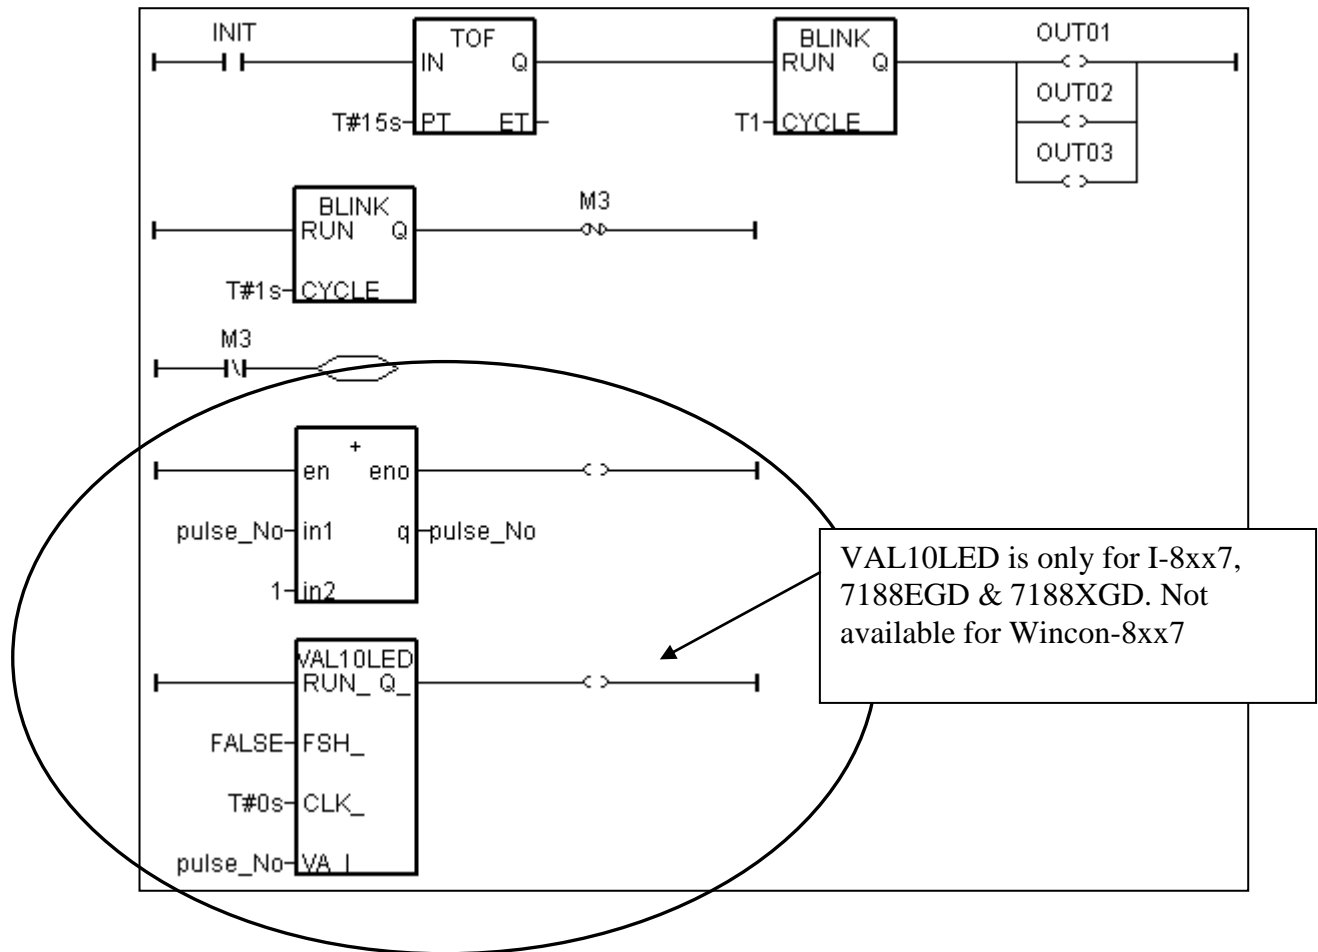 INIT
TOF
BLINK
OUT01
IN Q
RUN Q
OUT02
T#15s PT ET
T1 CYCLE
OUT03
BLINK
M3
RUN Q
T#1s CYCLE
M3
+
en eno
pulse_No in1 q pulse_No
1 in2
VAL10LED is only for I-8xx7,
7188EGD & 7188XGD. Not
available for Wincon-8xx7
VAL10LED
RUN_ Q_
FALSE FSH_
T#0s CLK_
pulse_No VA_I